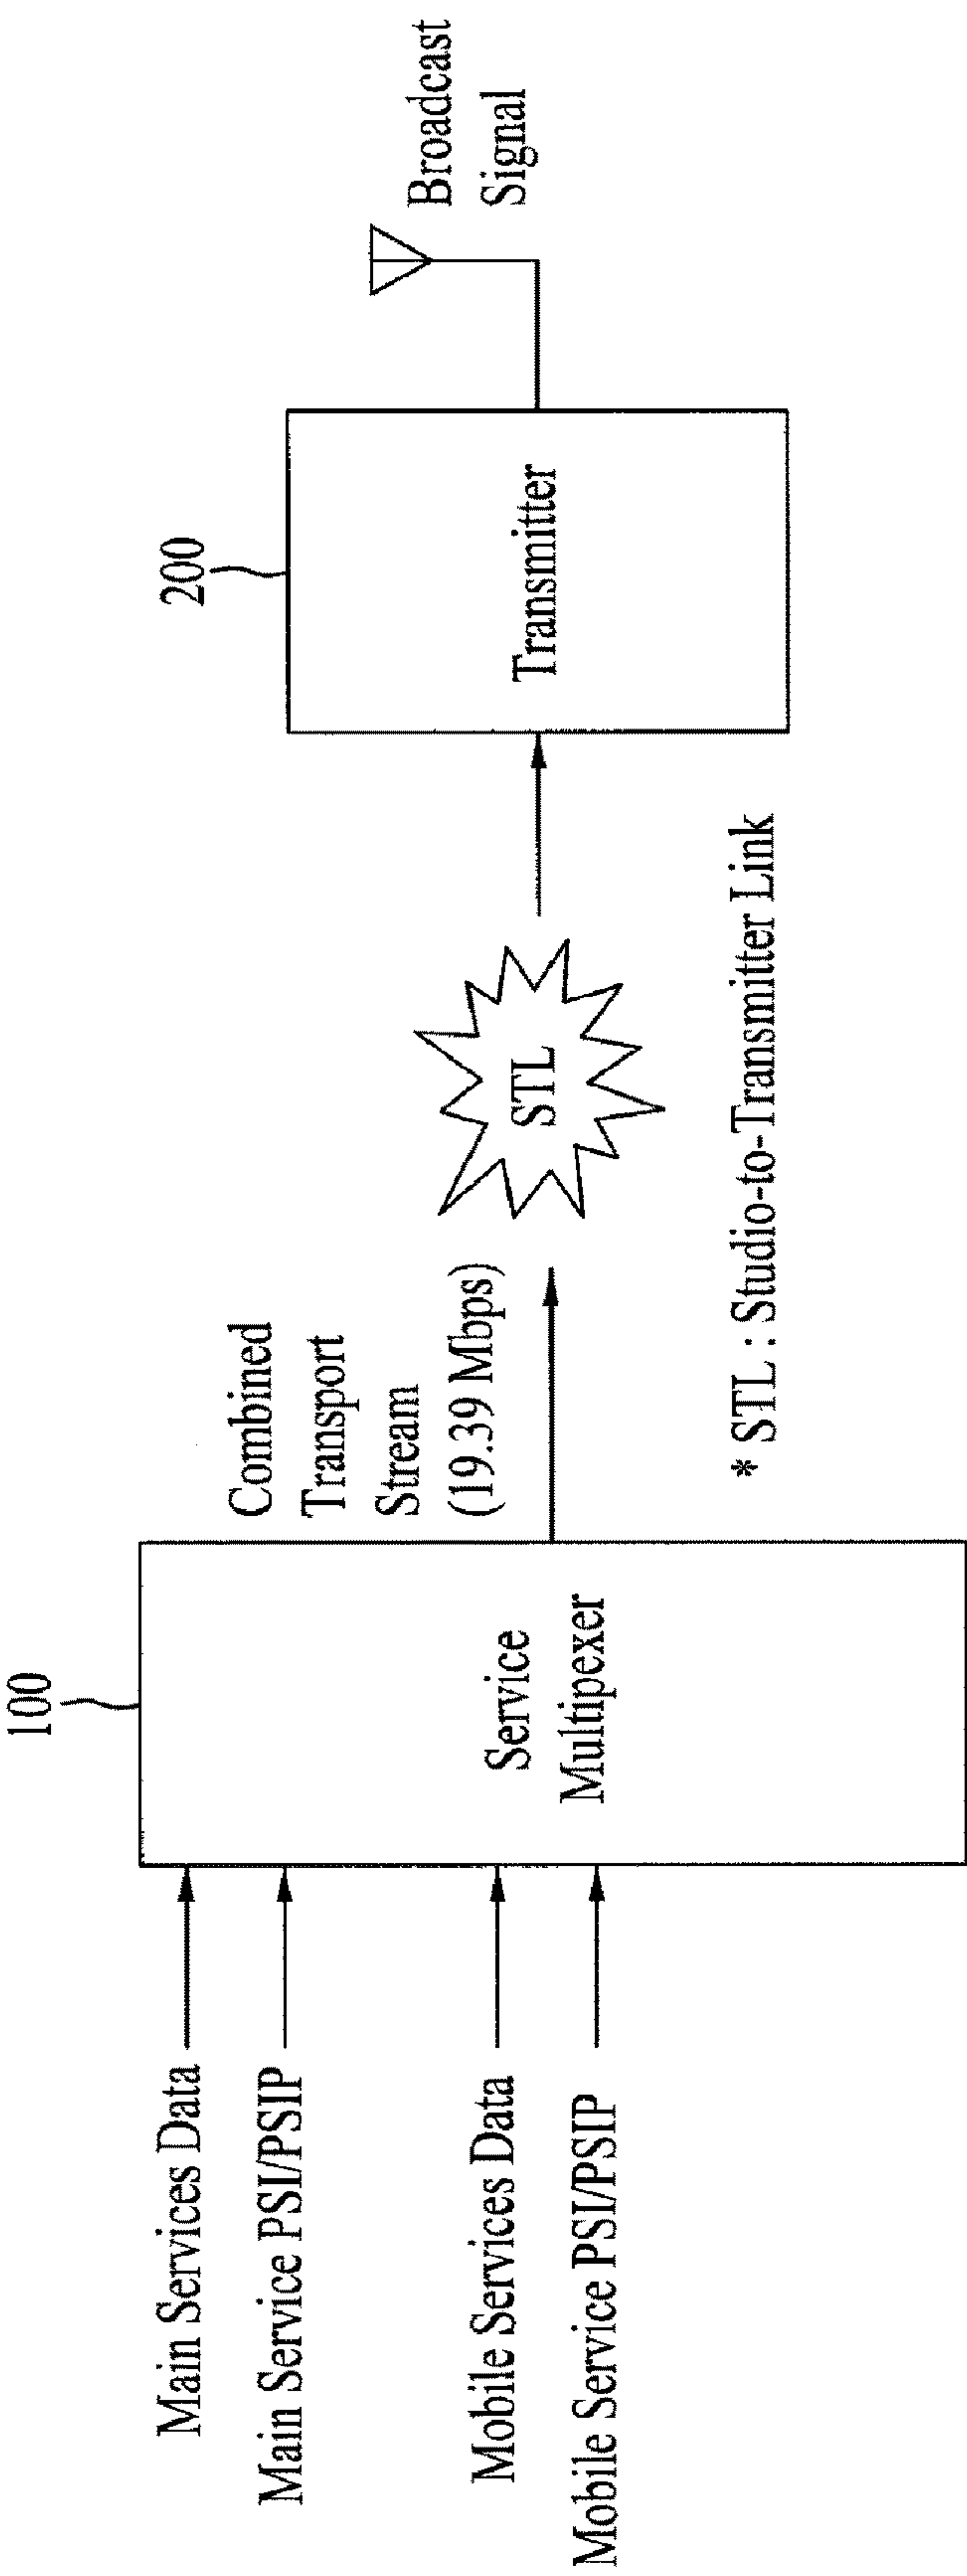 Main Services Data
Main Service PSI/PSIP
Mobile Services Data
Mobile Service PSI/PSIP
100
Service
Multipexer
Combined
Transport
Stream
(19.39 Mbps)
STL
200
Transmitter
Broadcast
Signal
* STL : Studio-to-Transmitter Link